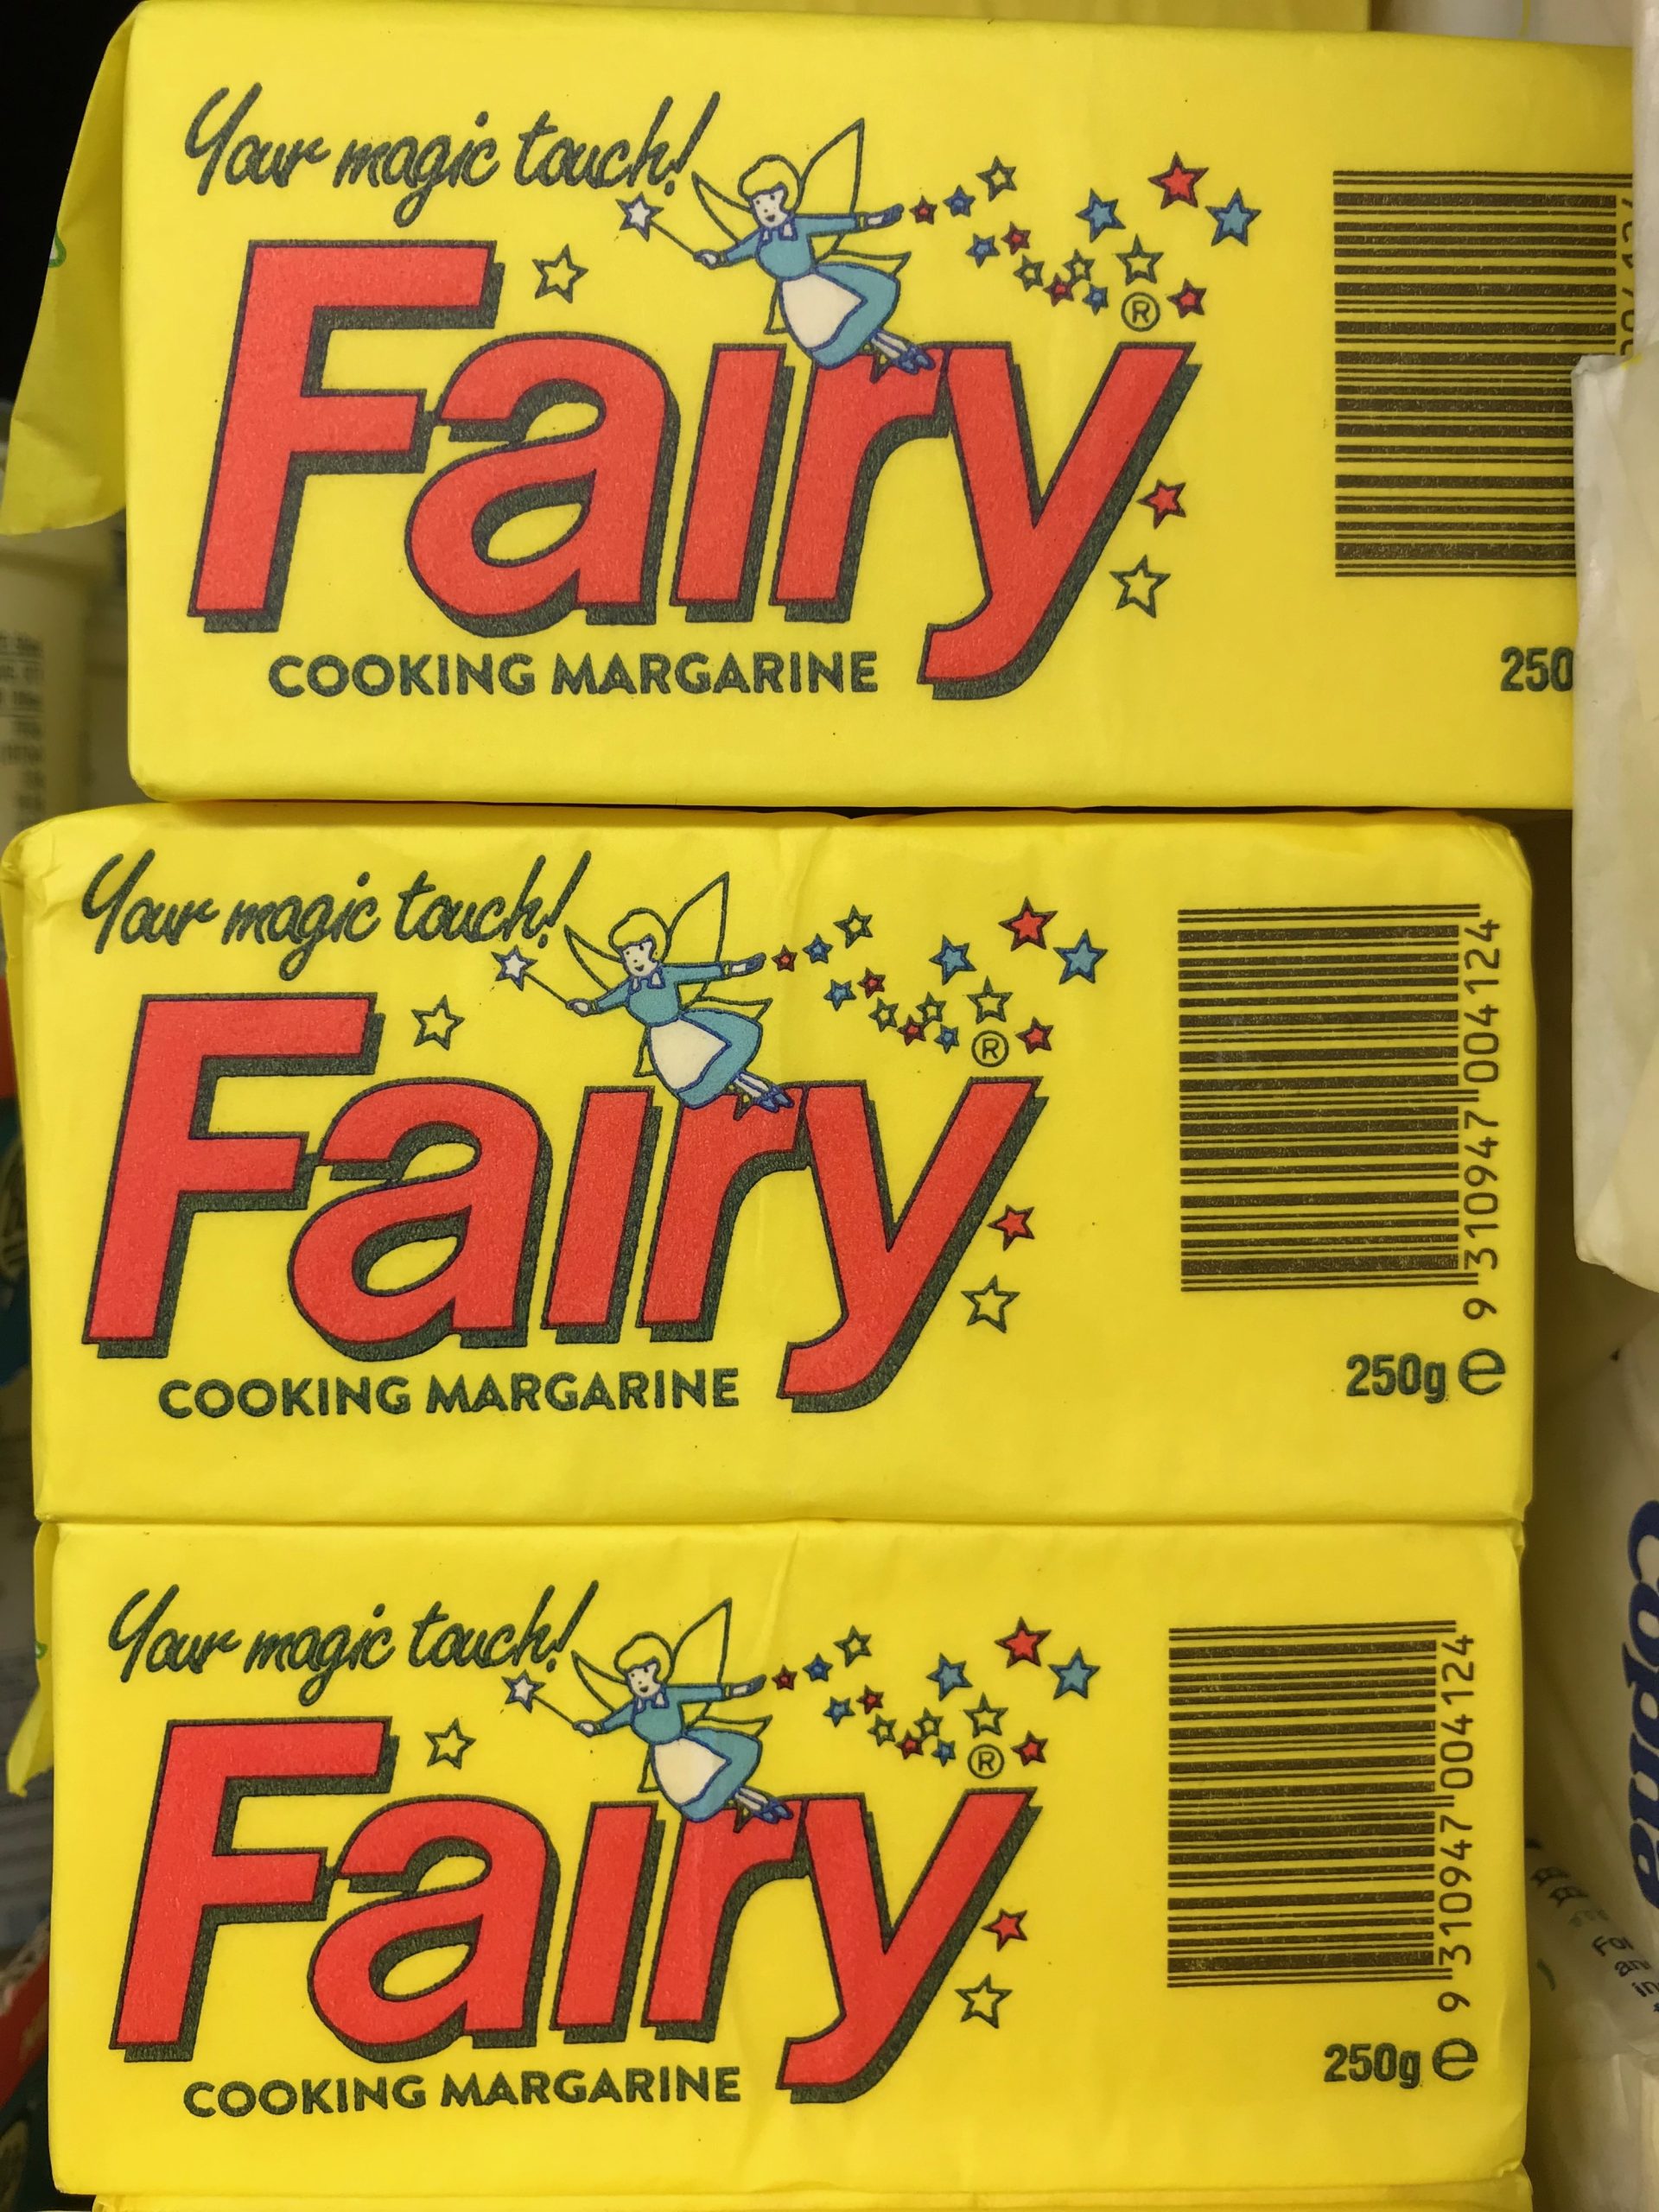 Your magic touch!
Fairy®
COOKING MARGARINE
250
Your magic touch!
Fairy®
COOKING MARGARINE
9 310947 004124
250g ℮
Your magic touch!
Fairy®
COOKING MARGARINE
9 310947 004124
250g ℮